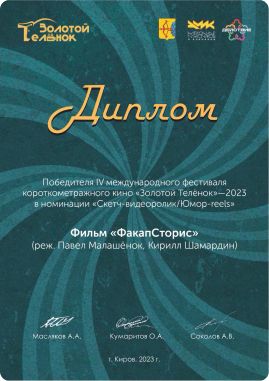 Золотой
Телёнок
Диплом
Победителя IV международного фестиваля
короткометражного кино «Золотой Телёнок»—2023
в номинации «Скетч-видеоролик/Юмор-reels»
Фильм «ФакапСторис»
(реж. Павел Малашёнок, Кирилл Шамардин)
Масляков А.А. Кумаритов О.А. Соколов А.В.
г. Киров. 2023 г.